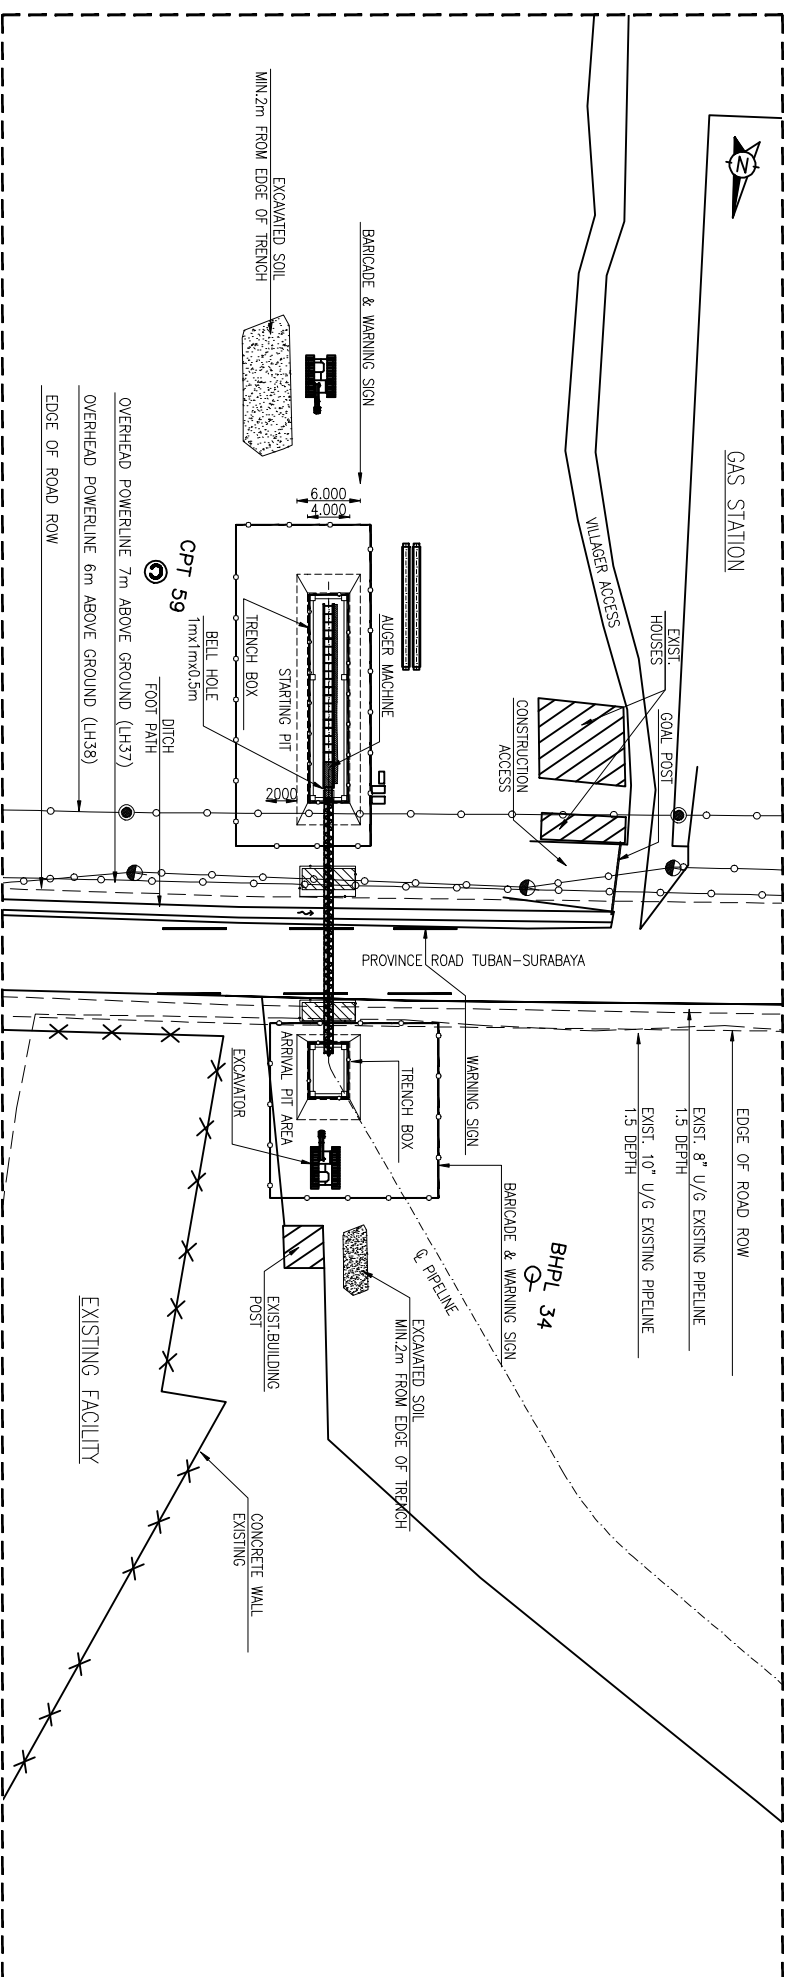 N
GAS STATION
VILLAGER ACCESS
EXIST.
HOUSES
GOAL POST
CONSTRUCTION
ACCESS
BARICADE & WARNING SIGN
EXCAVATED SOIL
MIN.2m FROM EDGE OF TRENCH
6.000
4.000
AUGER MACHINE
STARTING PIT
TRENCH BOX
BELL HOLE
1mx1mx0.5m
2000
CPT 59
DITCH
FOOT PATH
OVERHEAD POWERLINE 7m ABOVE GROUND (LH37)
OVERHEAD POWERLINE 6m ABOVE GROUND (LH38)
EDGE OF ROAD ROW
PROVINCE ROAD TUBAN-SURABAYA
EDGE OF ROAD ROW
EXIST. 8" U/G EXISTING PIPELINE
1.5 DEPTH
EXIST. 10" U/G EXISTING PIPELINE
1.5 DEPTH
WARNING SIGN
BARICADE & WARNING SIGN
TRENCH BOX
ARRIVAL PIT AREA
EXCAVATOR
BHPL 34
℄ PIPELINE
EXCAVATED SOIL
MIN.2m FROM EDGE OF TRENCH
EXIST.BUILDING
POST
CONCRETE WALL
EXISTING
EXISTING FACILITY